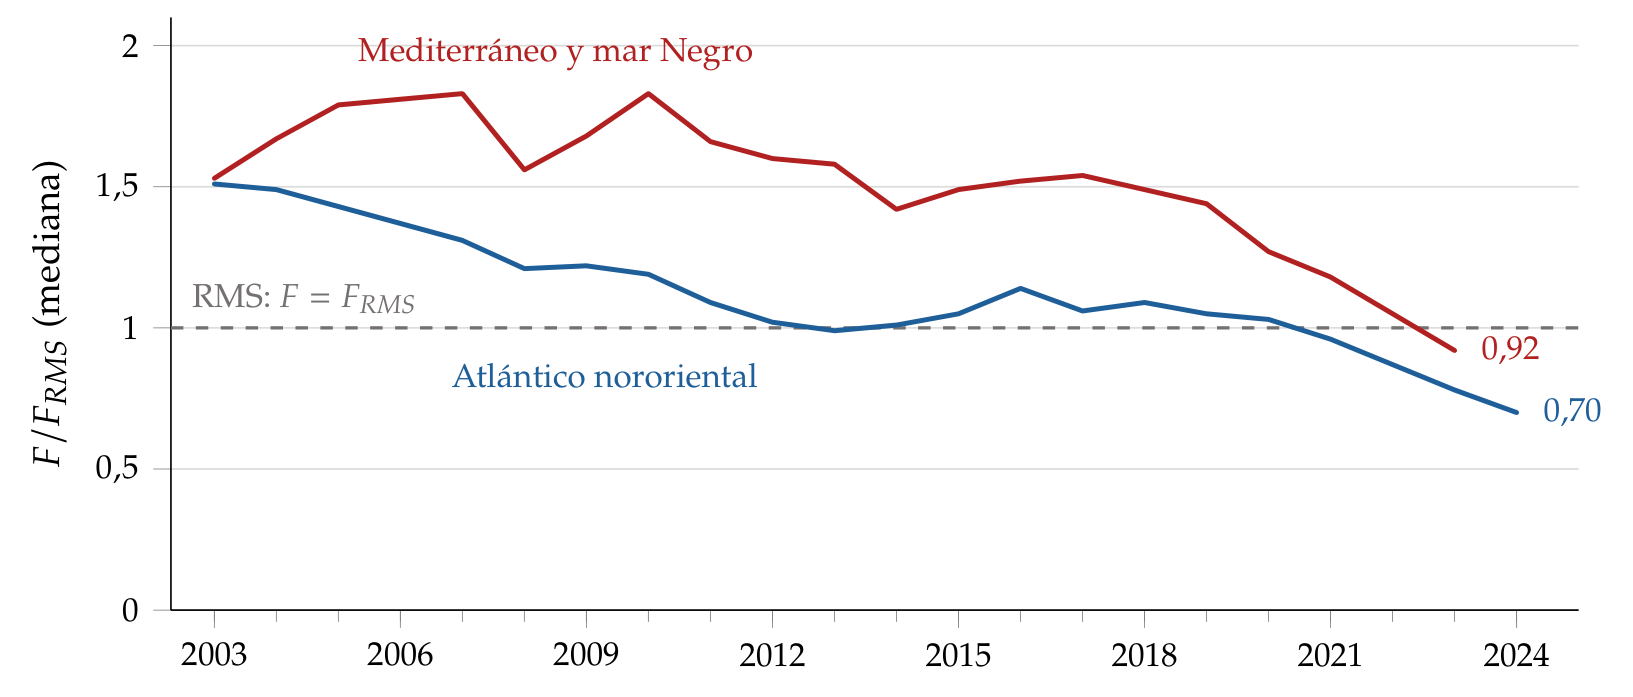 2
Mediterráneo y mar Negro
1,5
F/F_RMS (mediana)
RMS: F = F_RMS
1
0,92
Atlántico nororiental
0,70
0,5
0
2003 2006 2009 2012 2015 2018 2021 2024